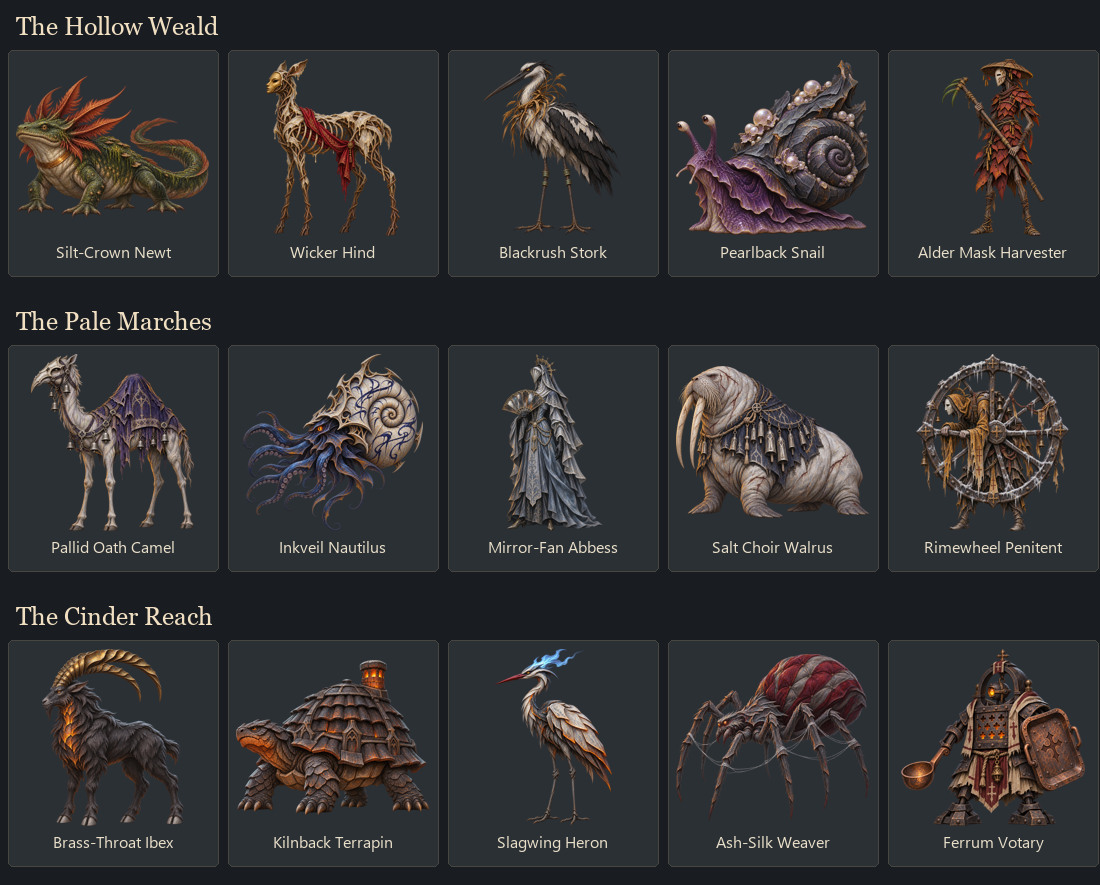 The Hollow Weald
Silt-Crown Newt
Wicker Hind
Blackrush Stork
Pearlback Snail
Alder Mask Harvester
The Pale Marches
Pallid Oath Camel
Inkveil Nautilus
Mirror-Fan Abbess
Salt Choir Walrus
Rimewheel Penitent
The Cinder Reach
Brass-Throat Ibex
Kilnback Terrapin
Slagwing Heron
Ash-Silk Weaver
Ferrum Votary